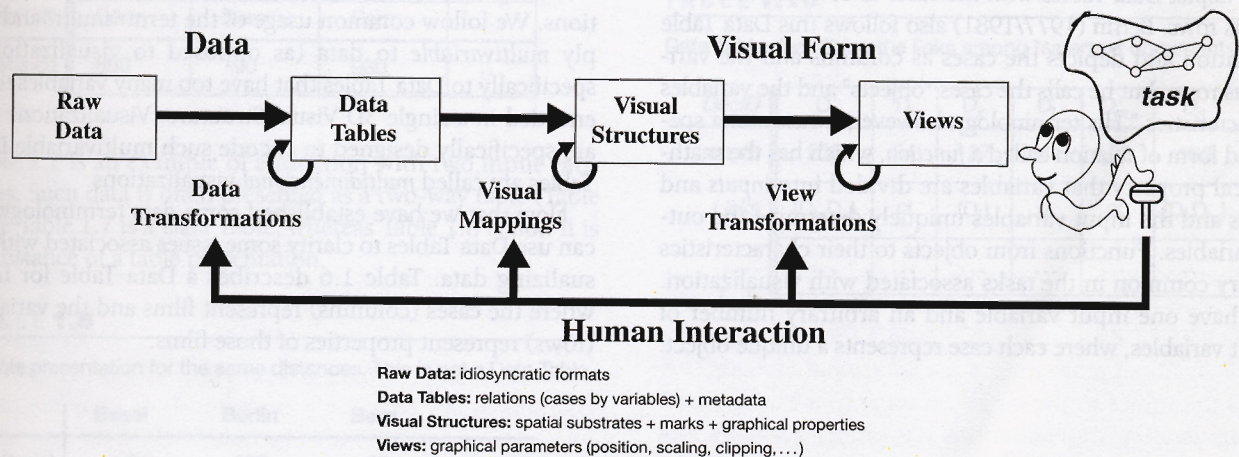 Data
Visual Form
Raw
Data
Data
Tables
Visual
Structures
Views
task
Data
Transformations
Visual
Mappings
View
Transformations
Human Interaction
Raw Data: idiosyncratic formats
Data Tables: relations (cases by variables) + metadata
Visual Structures: spatial substrates + marks + graphical properties
Views: graphical parameters (position, scaling, clipping, . . .)